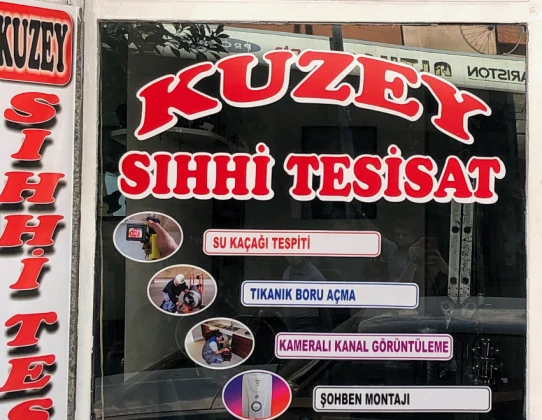 KUZEY
SIHHİ TES
KUZEY
SIHHİ TESİSAT
SU KAÇAĞI TESPİTİ
TIKANIK BORU AÇMA
KAMERALI KANAL GÖRÜNTÜLEME
ŞOHBEN MONTAJI
ARISTON